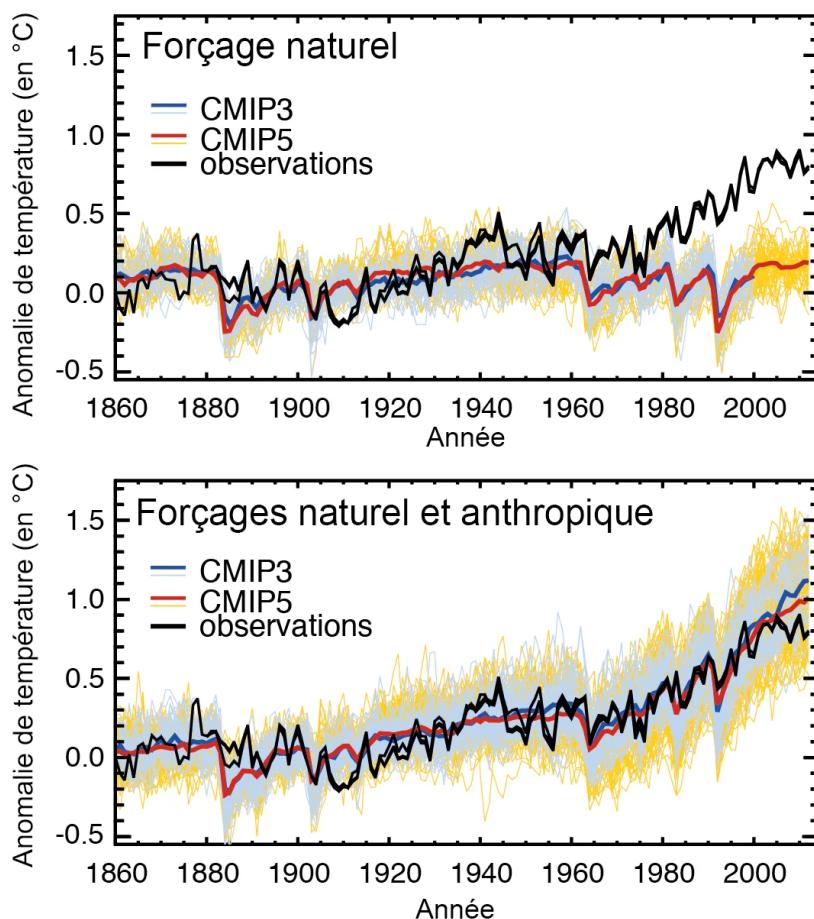 Anomalie de température (en °C)
Forçage naturel
CMIP3
CMIP5
observations
1.5
1.0
0.5
0.0
-0.5
1860 1880 1900 1920 1940 1960 1980 2000
Année
Anomalie de température (en °C)
Forçages naturel et anthropique
CMIP3
CMIP5
observations
1.5
1.0
0.5
0.0
-0.5
1860 1880 1900 1920 1940 1960 1980 2000
Année